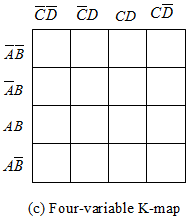 C̅D̅ C̅D CD CD̅
A̅B̅
A̅B
AB
AB̅
(c) Four-variable K-map